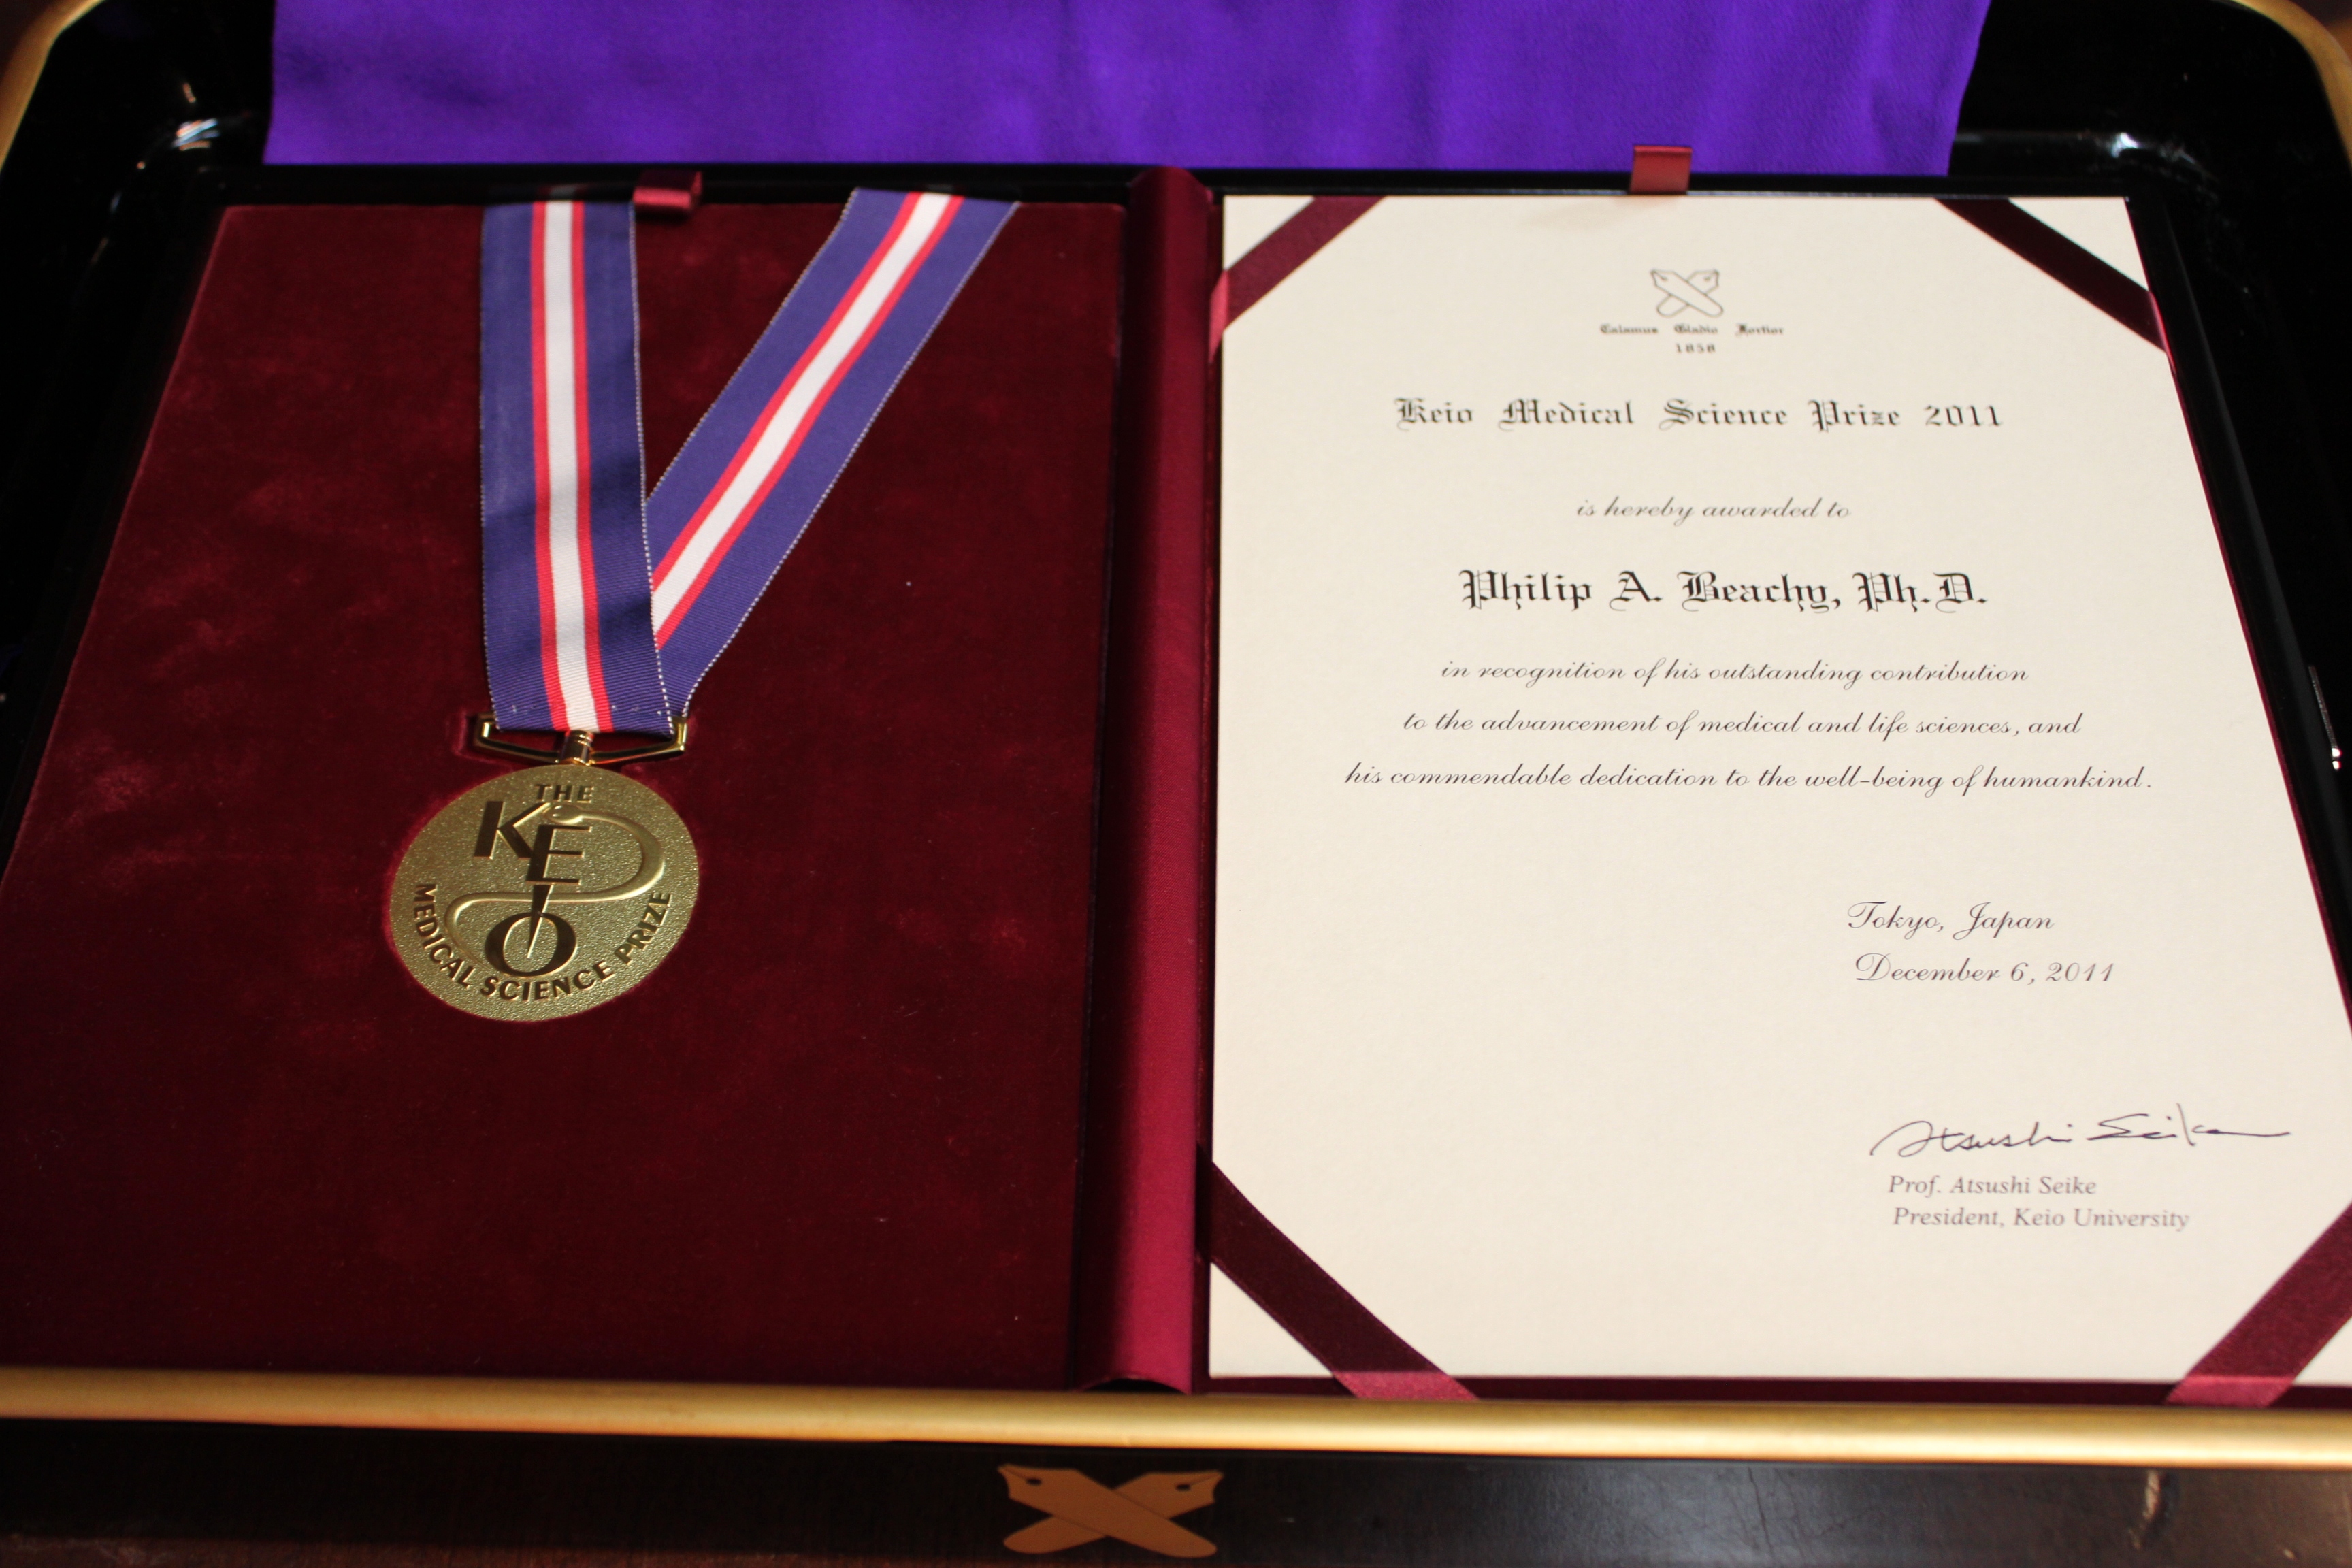 THE
KEIO
MEDICAL SCIENCE PRIZE
Calamus Gladio Fortior
1858
Keio Medical Science Prize 2011
is hereby awarded to
Philip A. Beachy, Ph.D.
in recognition of his outstanding contribution
to the advancement of medical and life sciences, and
his commendable dedication to the well-being of humankind.
Tokyo, Japan
December 6, 2011
Atsushi Seike
Prof. Atsushi Seike
President, Keio University